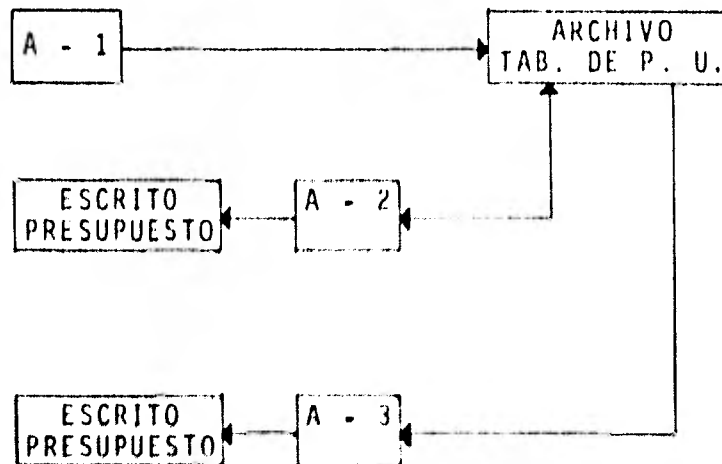 A - 1
ARCHIVO
TAB. DE P. U.
ESCRITO
PRESUPUESTO
A - 2
ESCRITO
PRESUPUESTO
A - 3